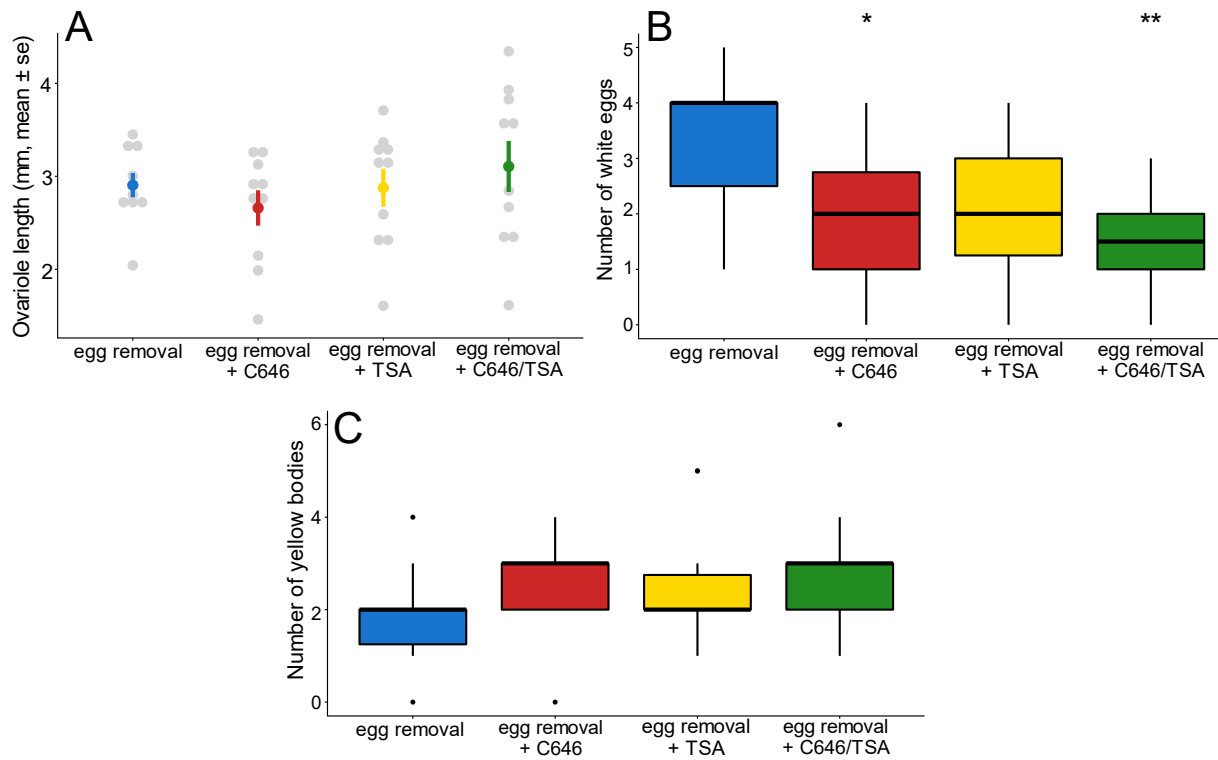 A
Ovariole length (mm, mean ± se)
4
3
2
egg removal
egg removal
+ C646
egg removal
+ TSA
egg removal
+ C646/TSA
B
*
**
Number of white eggs
5
4
3
2
1
0
egg removal
egg removal
+ C646
egg removal
+ TSA
egg removal
+ C646/TSA
C
Number of yellow bodies
6
4
2
0
egg removal
egg removal
+ C646
egg removal
+ TSA
egg removal
+ C646/TSA